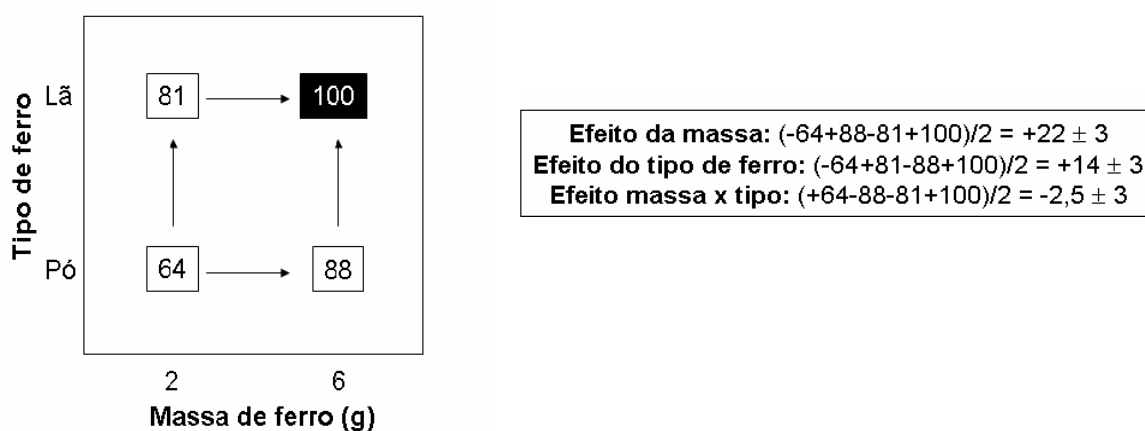 Tipo de ferro
Lã
81
100
Pó
64
88
2
6
Massa de ferro (g)
Efeito da massa: (-64+88-81+100)/2 = +22 ± 3
Efeito do tipo de ferro: (-64+81-88+100)/2 = +14 ± 3
Efeito massa x tipo: (+64-88-81+100)/2 = -2,5 ± 3